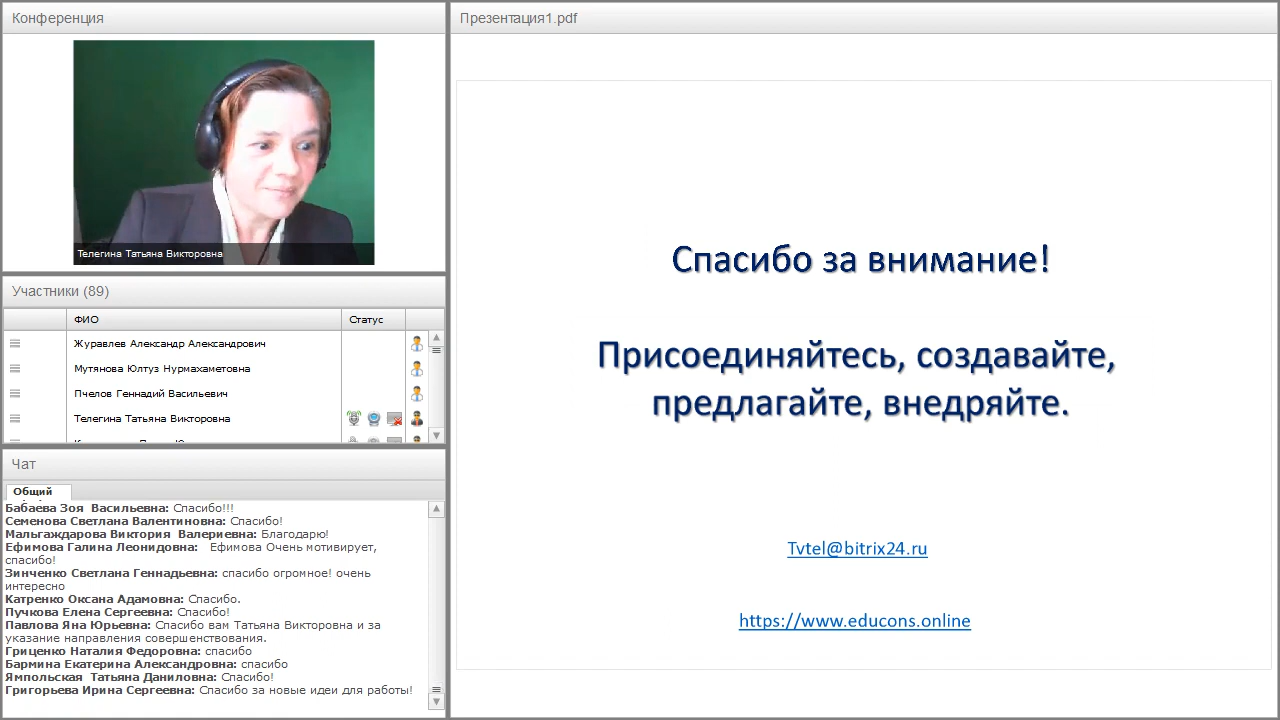 Конференция
Телегина Татьяна Викторовна
Участники (89)
ФИО Статус
Журавлев Александр Александрович
Мутянова Юлтуз Нурмахаметовна
Пчелов Геннадий Васильевич
Телегина Татьяна Викторовна
Чат
Общий
Бабаева Зоя Васильевна: Спасибо!!!
Семенова Светлана Валентиновна: Спасибо!
Мальгаждарова Виктория Валериевна: Благодарю!
Ефимова Галина Леонидовна: Ефимова Очень мотивирует,
спасибо!
Зинченко Светлана Геннадьевна: спасибо огромное! очень
интересно
Катренко Оксана Адамовна: Спасибо.
Пучкова Елена Сергеевна: Спасибо!
Павлова Яна Юрьевна: Спасибо вам Татьяна Викторовна и за
указание направления совершенствования.
Гриценко Наталия Федоровна: спасибо
Бармина Екатерина Александровна: спасибо
Ямпольская Татьяна Даниловна: Спасибо!
Григорьева Ирина Сергеевна: Спасибо за новые идеи для работы!
Презентация1.pdf
Спасибо за внимание!
Присоединяйтесь, создавайте,
предлагайте, внедряйте.
Tvtel@bitrix24.ru
https://www.educons.online